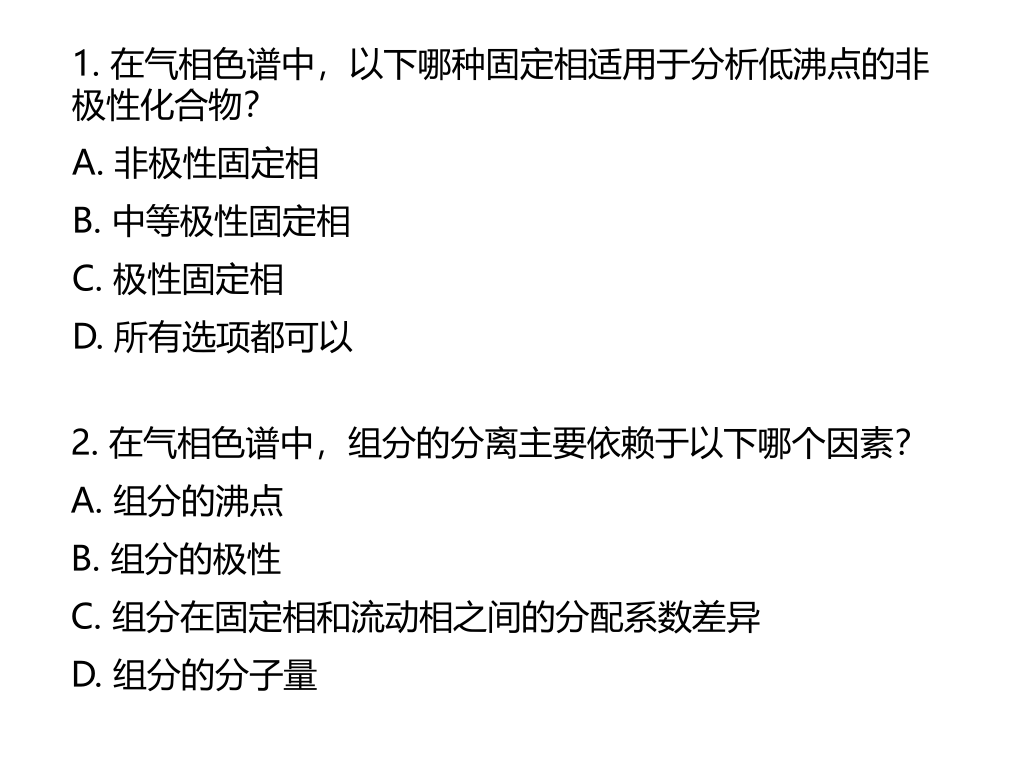 1. 在气相色谱中，以下哪种固定相适用于分析低沸点的非
极性化合物？
A. 非极性固定相
B. 中等极性固定相
C. 极性固定相
D. 所有选项都可以
2. 在气相色谱中，组分的分离主要依赖于以下哪个因素？
A. 组分的沸点
B. 组分的极性
C. 组分在固定相和流动相之间的分配系数差异
D. 组分的分子量